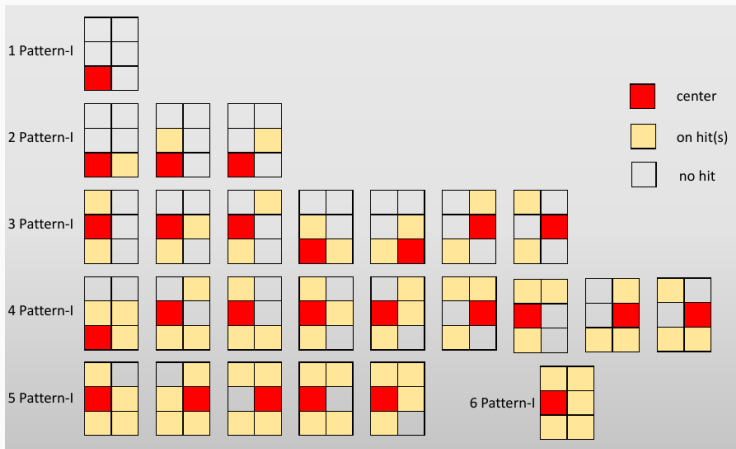 1 Pattern-I
center
2 Pattern-I
on hit(s)
no hit
3 Pattern-I
4 Pattern-I
5 Pattern-I
6 Pattern-I